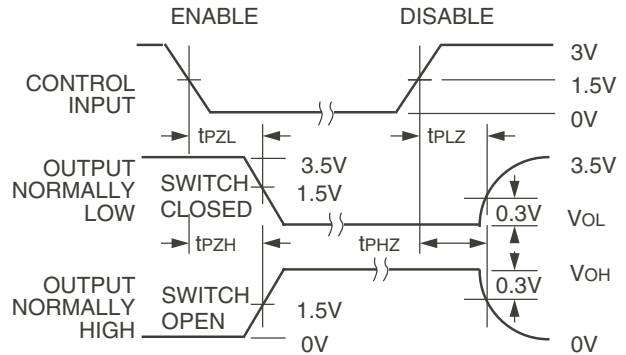 ENABLE DISABLE
3V
CONTROL
INPUT
1.5V
0V
tPZL tPLZ
OUTPUT
NORMALLY
LOW
SWITCH
CLOSED
3.5V
1.5V
3.5V
0.3V
VOL
tPZH tPHZ
OUTPUT
NORMALLY
HIGH
SWITCH
OPEN
1.5V
0V
VOH
0.3V
0V